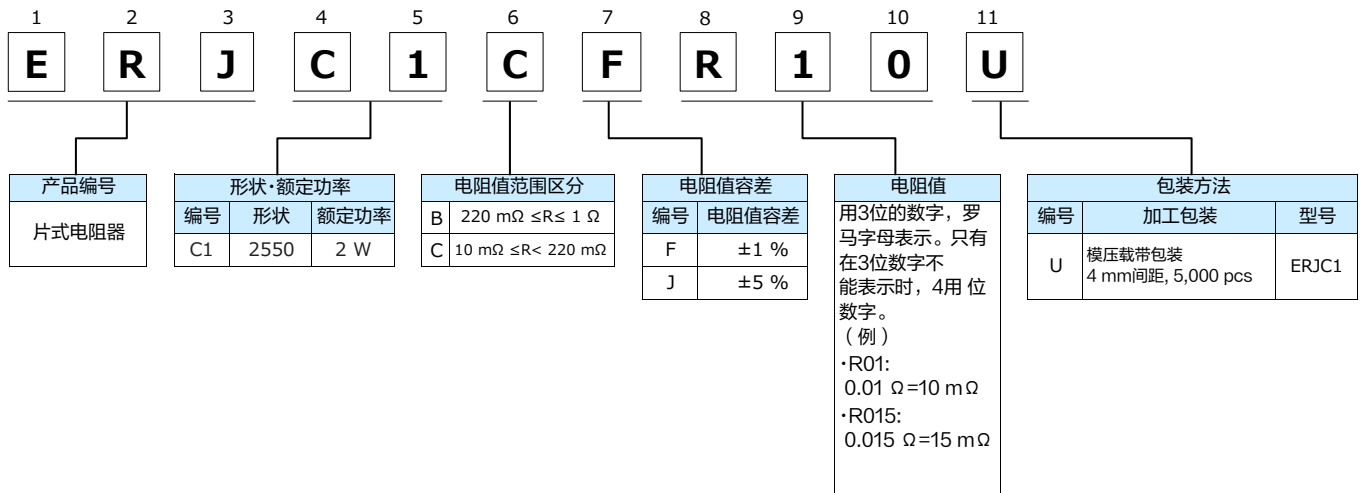 1 2 3 4 5 6 7 8 9 10 11
E R J C 1 C F R 1 0 U
产品编号
片式电阻器
形状·额定功率
编号 形状 额定功率
C1 2550 2 W
电阻值范围区分
B 220 mΩ ≤R≤ 1 Ω
C 10 mΩ ≤R< 220 mΩ
电阻值容差
编号 电阻值容差
F ±1 %
J ±5 %
电阻值
用3位的数字，罗
马字母表示。只有
在3位数字不
能表示时，4用 位
数字。
（例）
·R01:
0.01 Ω=10 mΩ
·R015:
0.015 Ω=15 mΩ
包装方法
编号 加工包装 型号
U 模压载带包装 ERJC1
4 mm间距, 5,000 pcs